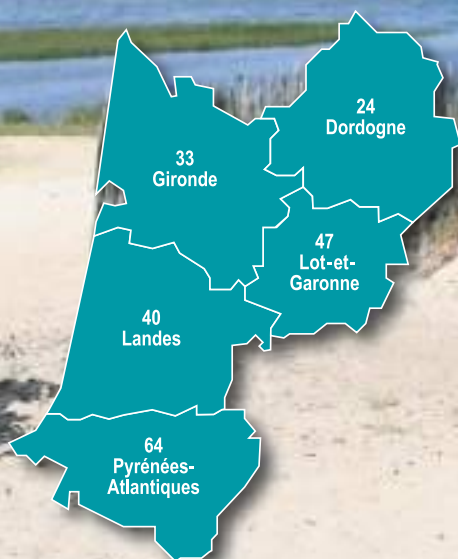 24
Dordogne
33
Gironde
47
Lot-et-
Garonne
40
Landes
64
Pyrénées-
Atlantiques